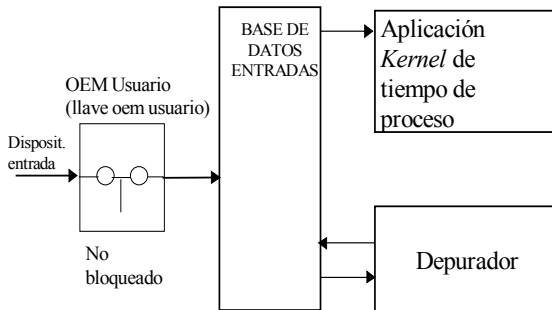 BASE DE
DATOS
ENTRADAS
Aplicación
Kernel de
tiempo de
proceso
OEM Usuario
(llave oem usuario)
Disposit.
entrada
No
bloqueado
Depurador